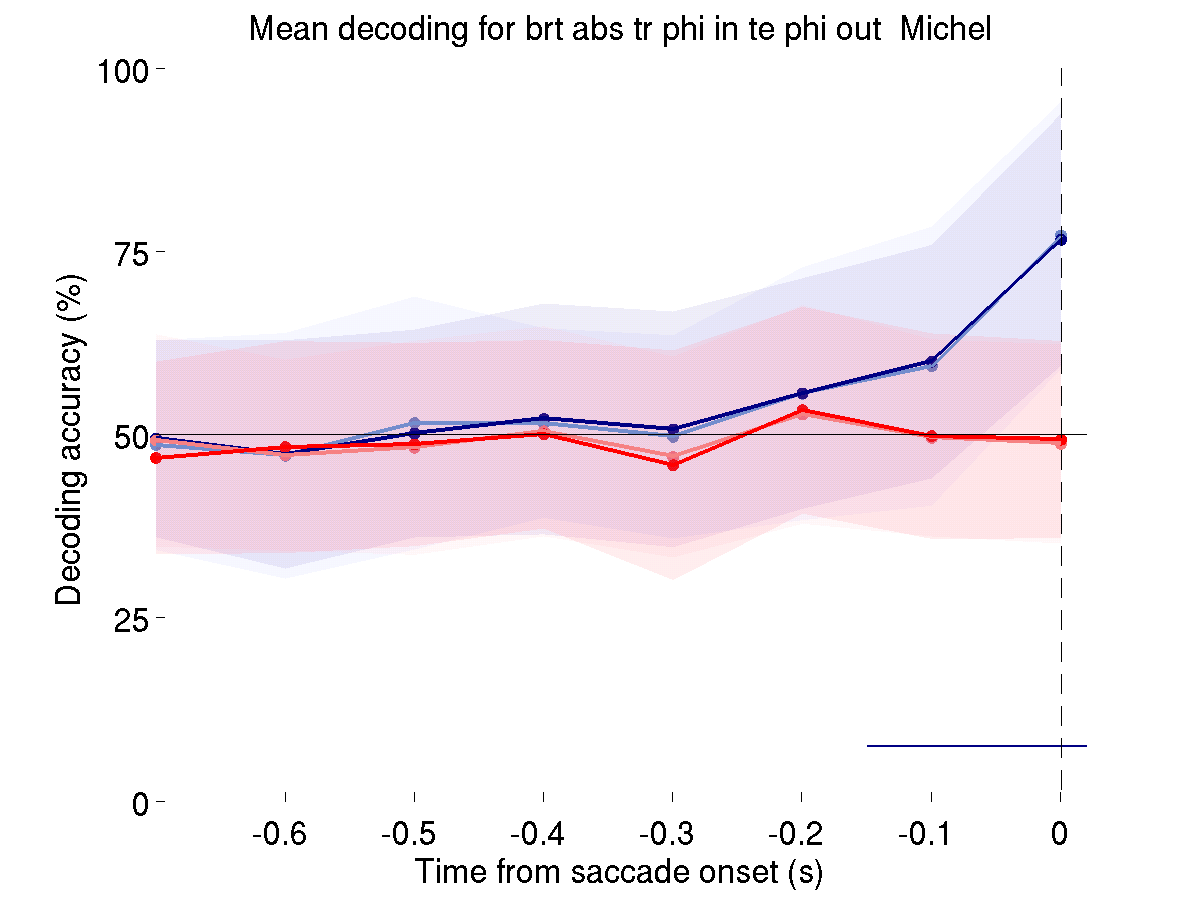 Mean decoding for brt abs tr phi in te phi out  Michel
100
75
50
25
0
Decoding accuracy (%)
-0.6 -0.5 -0.4 -0.3 -0.2 -0.1 0
Time from saccade onset (s)